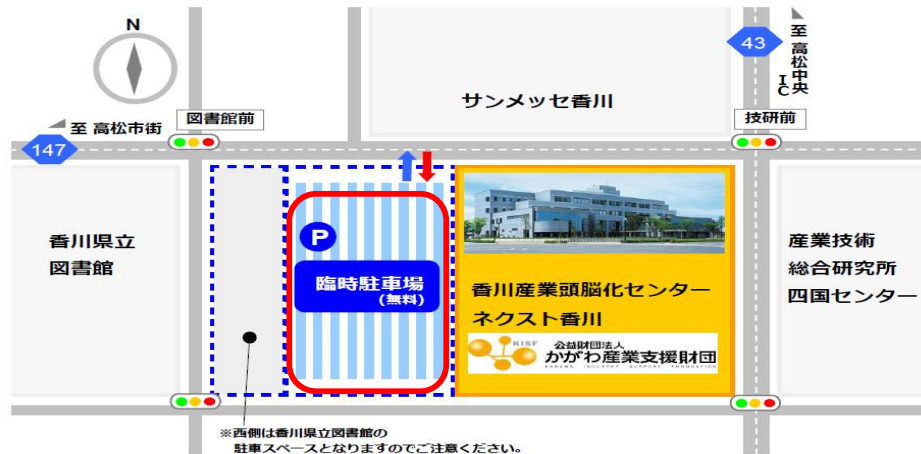 N
43
至 高松中央IC
サンメッセ香川
至 高松市街
図書館前
技研前
147
香川県立
図書館
P
臨時駐車場
(無料)
香川産業頭脳化センター
ネクスト香川
KISF
公益財団法人
かがわ産業支援財団
KAGAWA INDUSTRY SUPPORT FOUNDATION
産業技術
総合研究所
四国センター
※西側は香川県立図書館の
駐車スペースとなりますのでご注意ください。